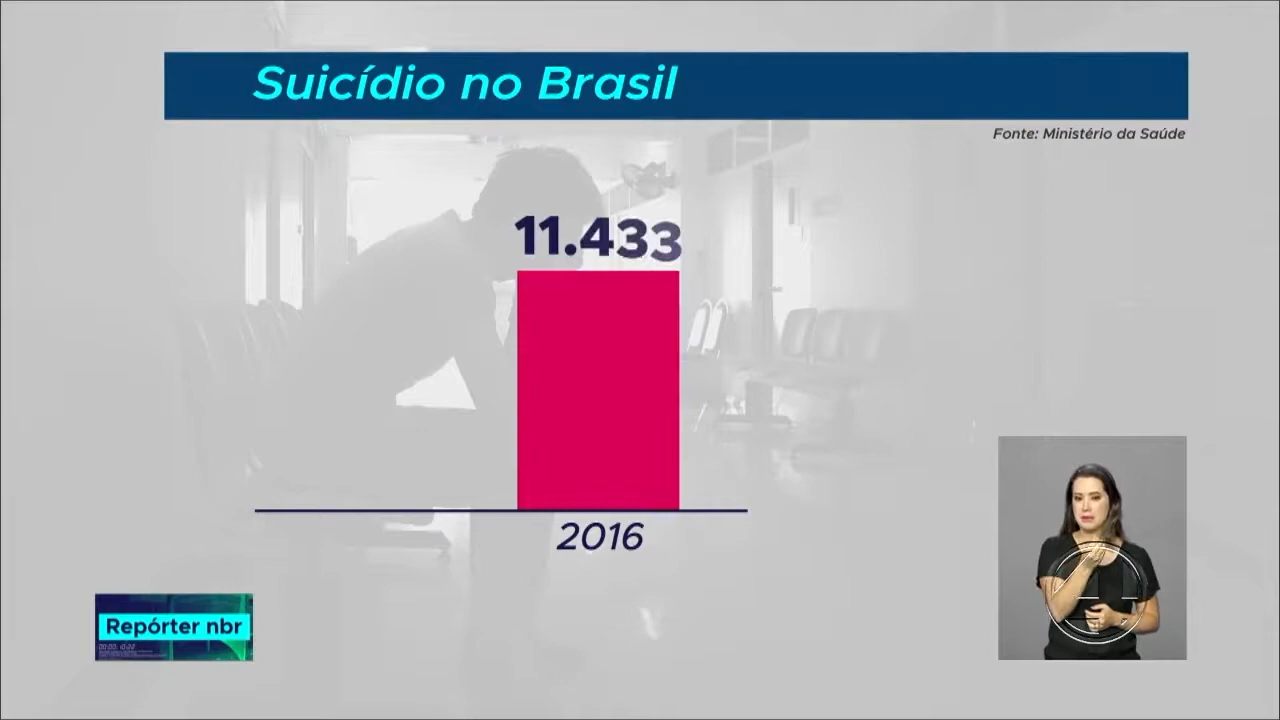 Suicídio no Brasil
Fonte: Ministério da Saúde
11.433
2016
Repórter nbr